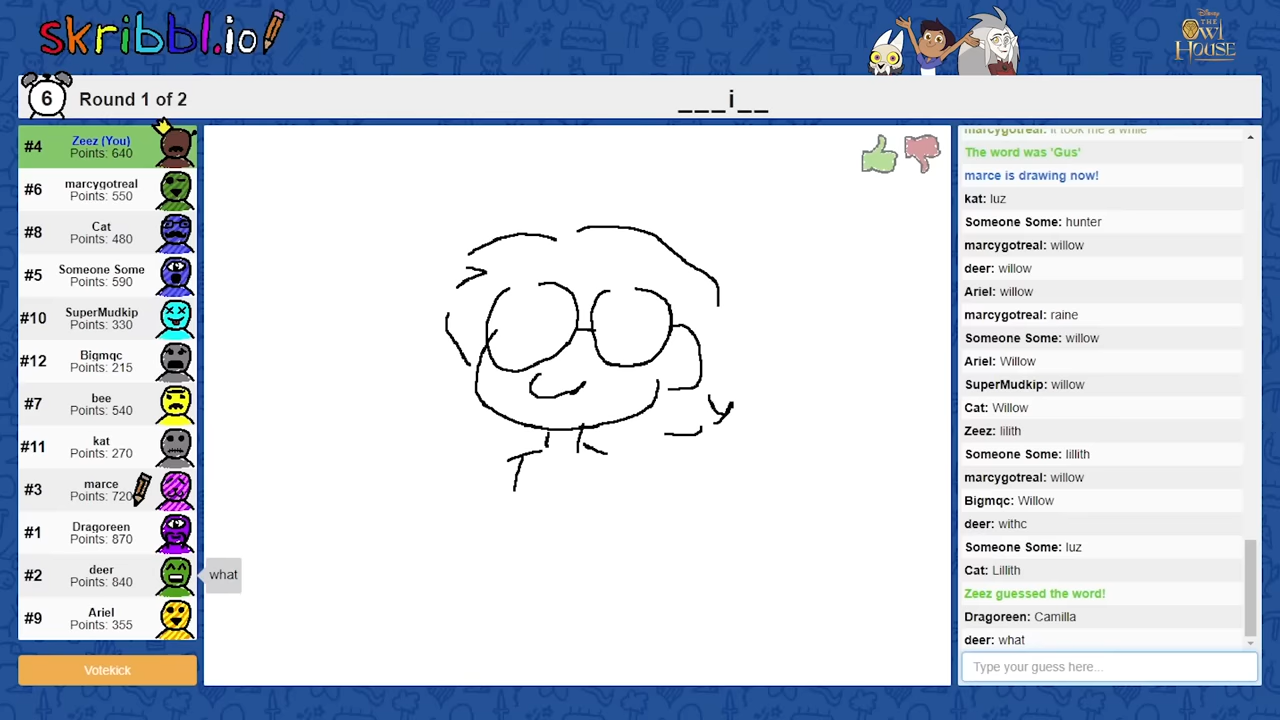 skribbl.io
Disney
THE
OWL
HOUSE
6
Round 1 of 2
___i__
#4
Zeez (You)
Points: 640
#6
marcygotreal
Points: 550
#8
Cat
Points: 480
#5
Someone Some
Points: 590
#10
SuperMudkip
Points: 330
#12
Bigmqc
Points: 215
#7
bee
Points: 540
#11
kat
Points: 270
#3
marce
Points: 720
#1
Dragoreen
Points: 870
#2
deer
Points: 840
#9
Ariel
Points: 355
Votekick
what
marcygotreal: it took me a while
The word was 'Gus'
marce is drawing now!
kat: luz
Someone Some: hunter
marcygotreal: willow
deer: willow
Ariel: willow
marcygotreal: raine
Someone Some: willow
Ariel: Willow
SuperMudkip: willow
Cat: Willow
Zeez: lilith
Someone Some: lillith
marcygotreal: willow
Bigmqc: Willow
deer: withc
Someone Some: luz
Cat: Lillith
Zeez guessed the word!
Dragoreen: Camilla
deer: what
Type your guess here...